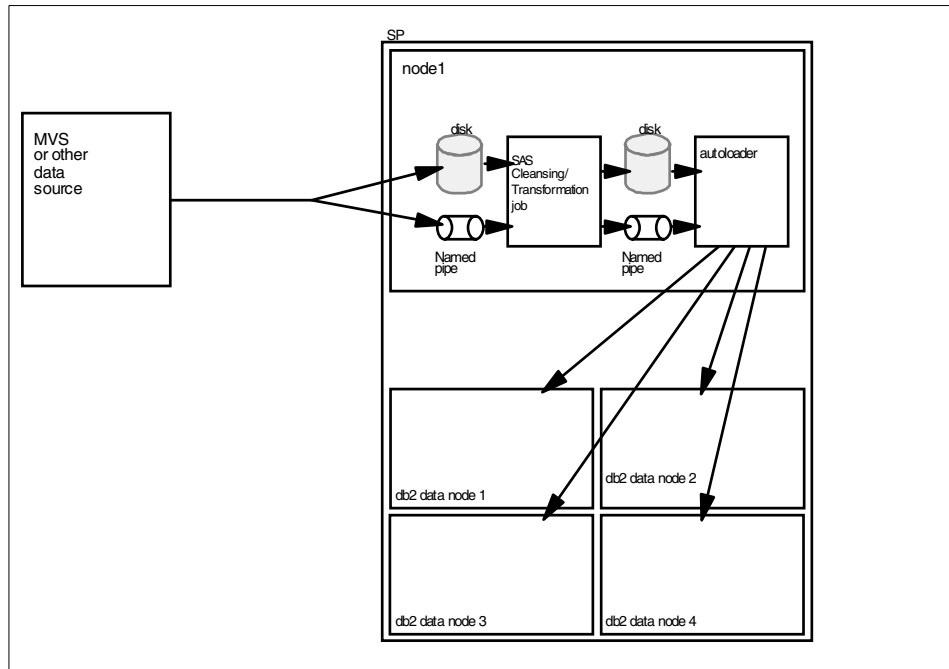 SP
node1
MVS
or other
data
source
disk
SAS
Cleansing/
Transformation
job
disk
autoloader
Named
pipe
Named
pipe
db2 data node 1
db2 data node 2
db2 data node 3
db2 data node 4